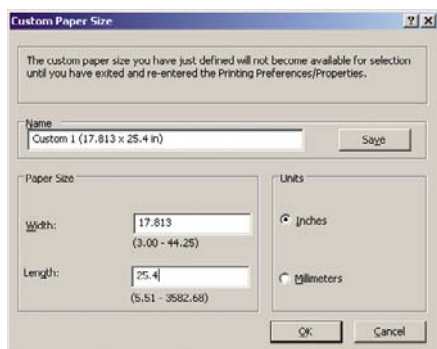 Custom Paper Size
The custom paper size you have just defined will not become available for selection
until you have exited and re-entered the Printing Preferences/Properties.
Name
Custom 1 (17.813 x 25.4 in)
Save
Paper Size
Width:
17.813
(3.00 - 44.25)
Length:
25.4
(5.51 - 3582.68)
Units
Inches
Millimeters
OK
Cancel